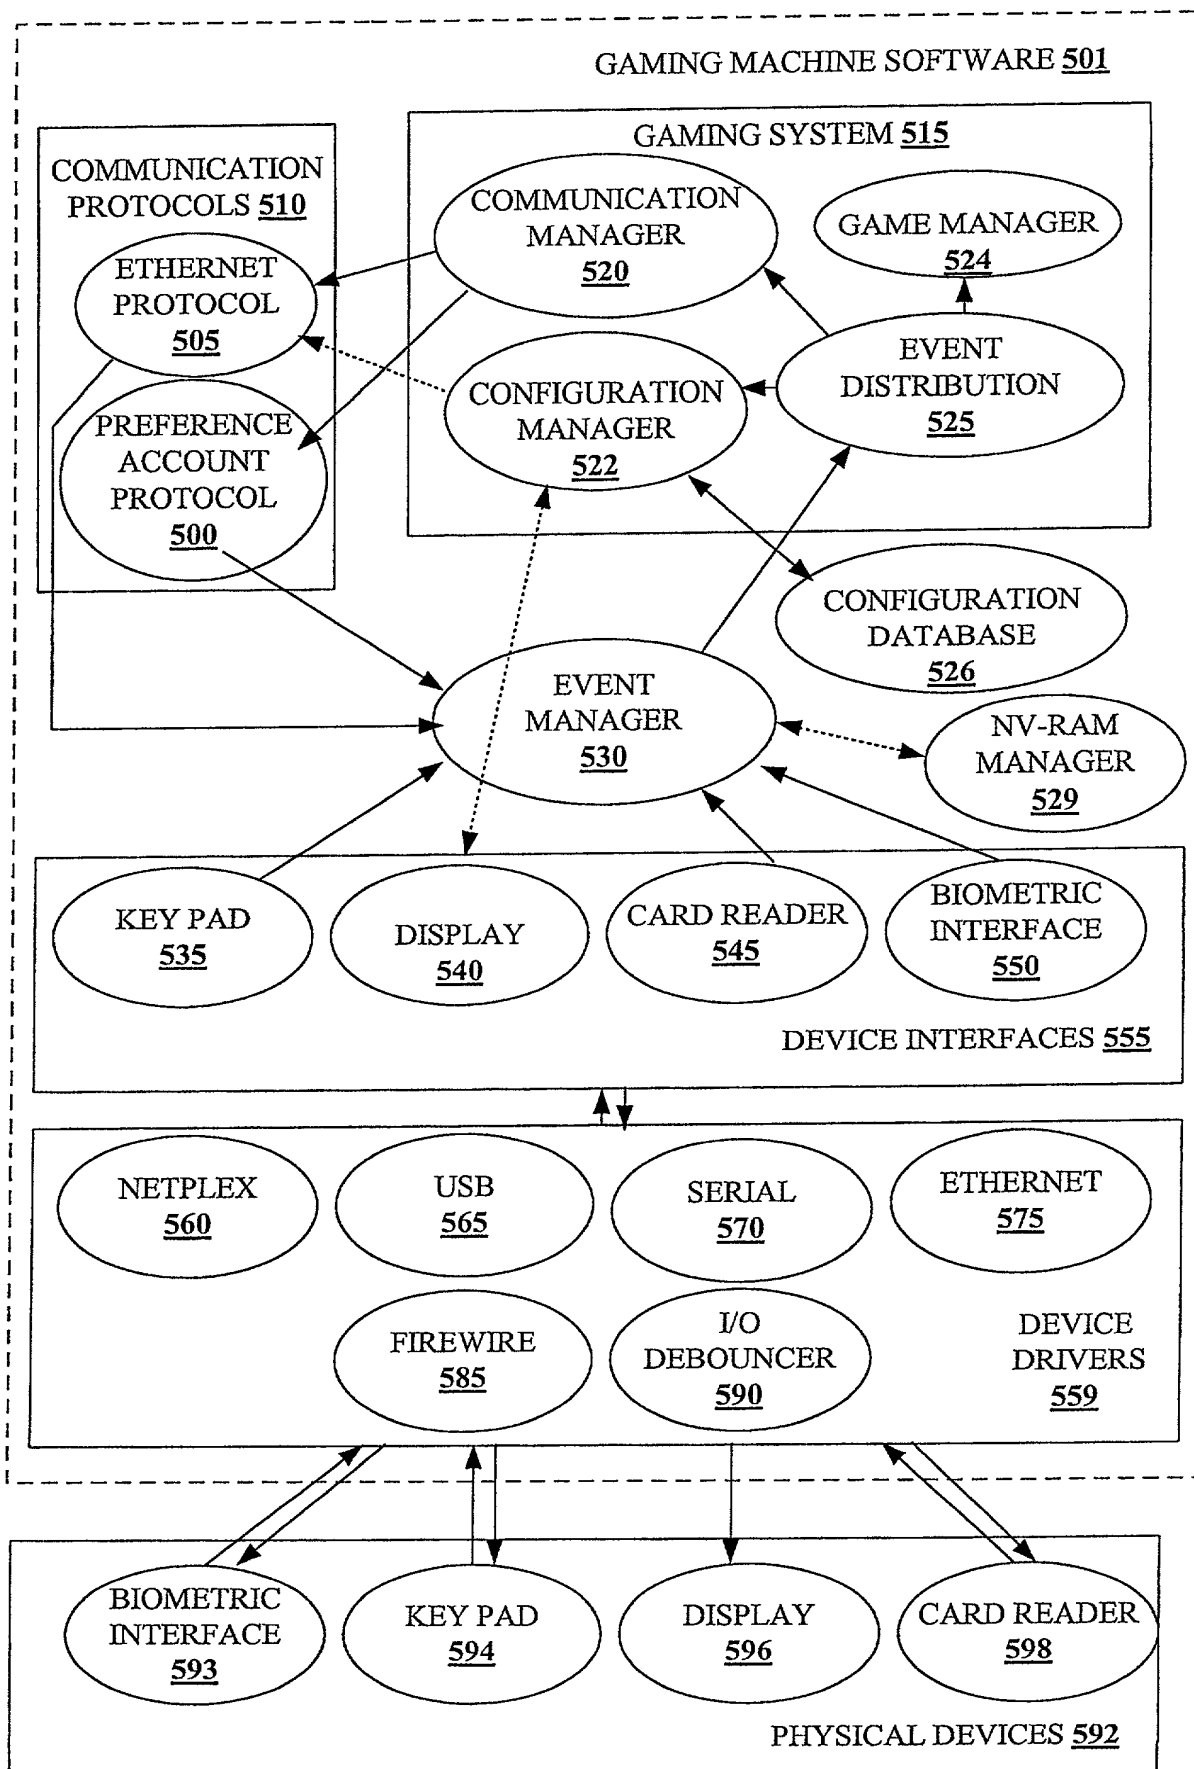 GAMING MACHINE SOFTWARE 501
GAMING SYSTEM 515
COMMUNICATION
PROTOCOLS 510
ETHERNET
PROTOCOL
505
PREFERENCE
ACCOUNT
PROTOCOL
500
COMMUNICATION
MANAGER
520
GAME MANAGER
524
CONFIGURATION
MANAGER
522
EVENT
DISTRIBUTION
525
CONFIGURATION
DATABASE
526
EVENT
MANAGER
530
NV-RAM
MANAGER
529
KEY PAD
535
DISPLAY
540
CARD READER
545
BIOMETRIC
INTERFACE
550
DEVICE INTERFACES 555
NETPLEX
560
USB
565
SERIAL
570
ETHERNET
575
FIREWIRE
585
I/O
DEBOUNCER
590
DEVICE
DRIVERS
559
BIOMETRIC
INTERFACE
593
KEY PAD
594
DISPLAY
596
CARD READER
598
PHYSICAL DEVICES 592